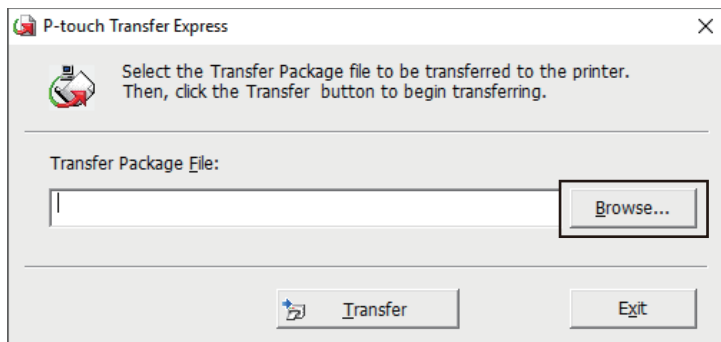 P-touch Transfer Express
Select the Transfer Package file to be transferred to the printer.
Then, click the Transfer button to begin transferring.
Transfer Package File:
Browse...
Transfer
Exit